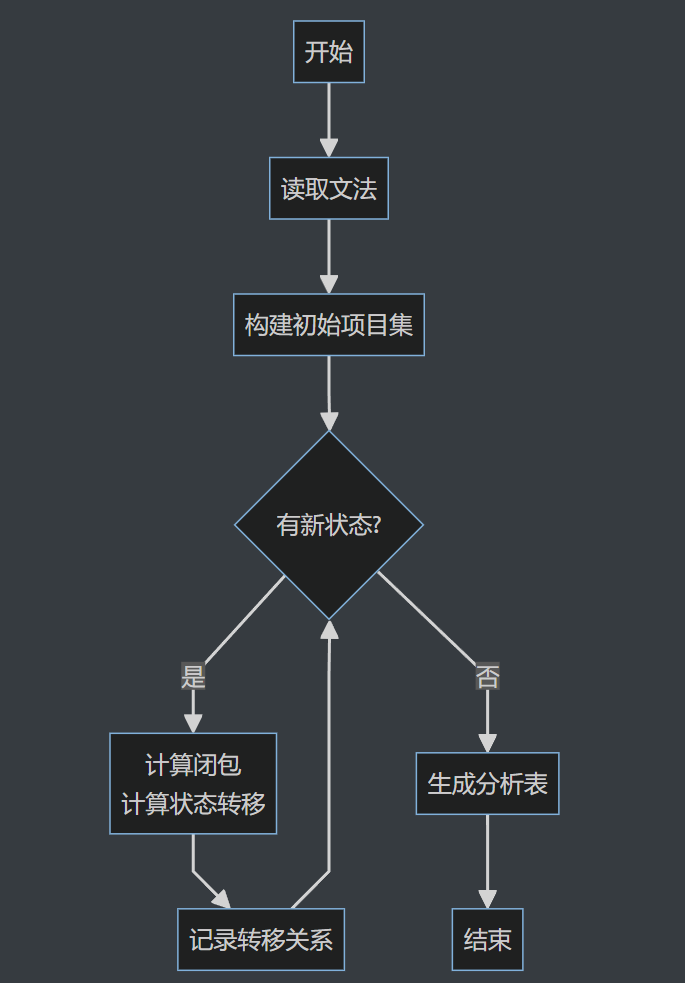 开始
读取文法
构建初始项目集
有新状态?
是
否
计算闭包
计算状态转移
生成分析表
记录转移关系
结束